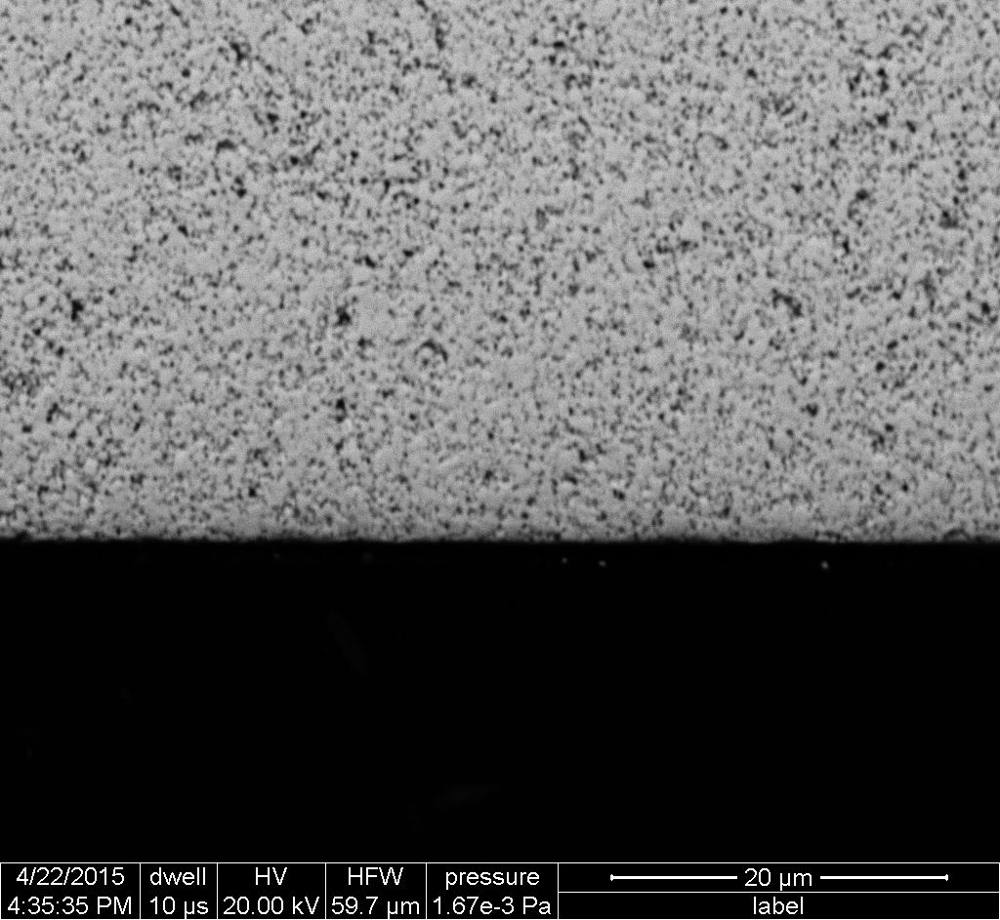 4/22/2015 dwell HV HFW pressure 20 µm
4:35:35 PM 10 µs 20.00 kV 59.7 µm 1.67e-3 Pa label